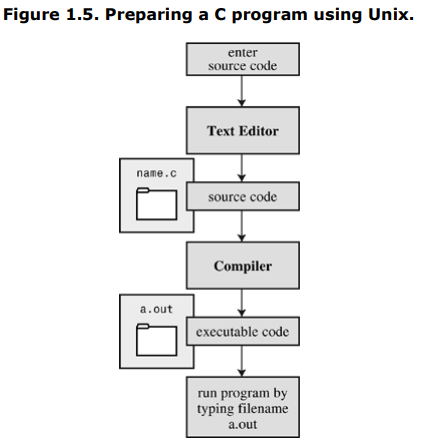 Figure 1.5. Preparing a C program using Unix.
enter
source code
Text Editor
name.c
source code
Compiler
a.out
executable code
run program by
typing filename
a.out